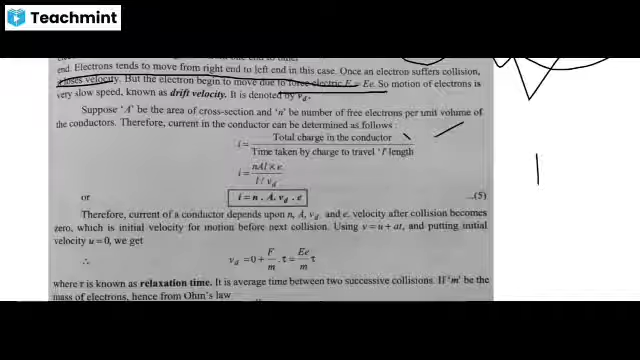 Teachmint
end. Electrons tends to move from right end to left end in this case. Once an electron suffers collision,
it loses velocity. But the electron begin to move due to force electric F = Ee. So motion of electrons is
very slow speed, known as drift velocity. It is denoted by v_d.
Suppose 'A' be the area of cross-section and 'n' be number of free electrons per unit volume of
the conductors. Therefore, current in the conductor can be determined as follows :
i = Total charge in the conductor / Time taken by charge to travel 'l' length
i = nAl × e / l / v_d
or i = n . A. v_d . e ...(5)
Therefore, current of a conductor depends upon n, A, v_d and e, velocity after collision becomes
zero, which is initial velocity for motion before next collision. Using v = u + at, and putting initial
velocity u = 0, we get
∴ v_d = 0 + F/m . τ = Ee/m τ
where τ is known as relaxation time. It is average time between two successive collisions. If 'm' be the
mass of electrons, hence from Ohm's law